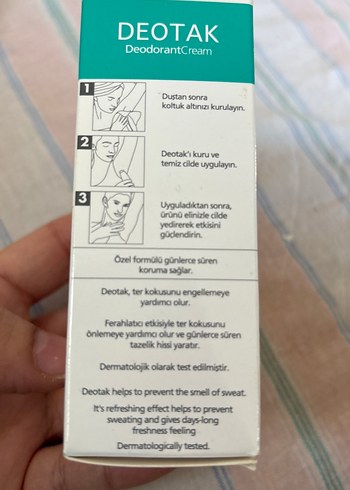 DEOTAK
DeodorantCream
1
Duştan sonra
koltuk altınızı kurulayın.
2
Deotak'ı kuru ve
temiz cilde uygulayın.
3
Uyguladıktan sonra,
ürünü elinizle cilde
yedirerek etkisini
güçlendirin.
Özel formülü günlerce süren
koruma sağlar.
Deotak, ter kokusunu engellemeye
yardımcı olur.
Ferahlatıcı etkisiyle ter kokusunu
önlemeye yardımcı olur ve günlerce süren
tazelik hissi yaratır.
Dermatolojik olarak test edilmiştir.
Deotak helps to prevent the smell of sweat.
It's refreshing effect helps to prevent
sweating and gives days-long
freshness feeling
Dermatologically tested.